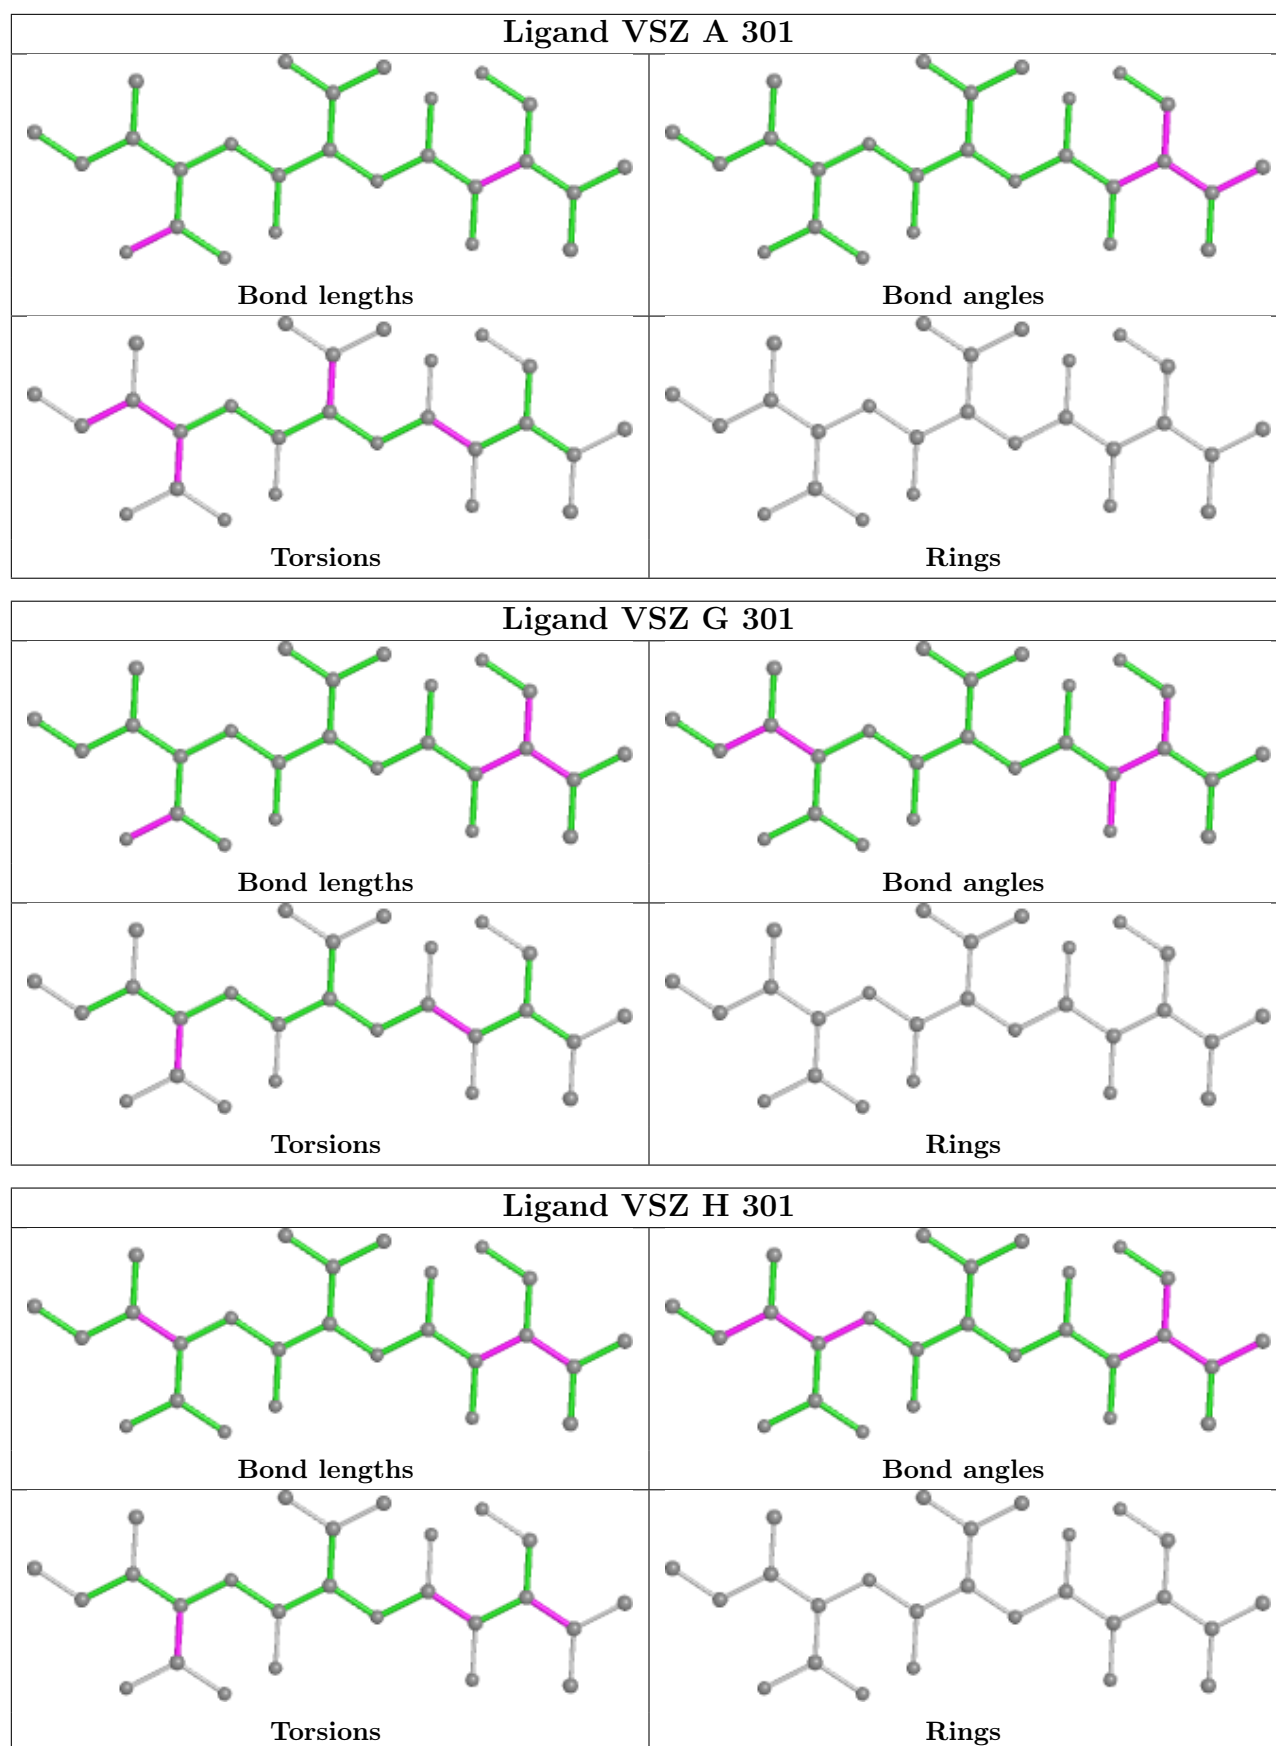 Ligand VSZ A 301
Bond lengths
Bond angles
Torsions
Rings
Ligand VSZ G 301
Bond lengths
Bond angles
Torsions
Rings
Ligand VSZ H 301
Bond lengths
Bond angles
Torsions
Rings